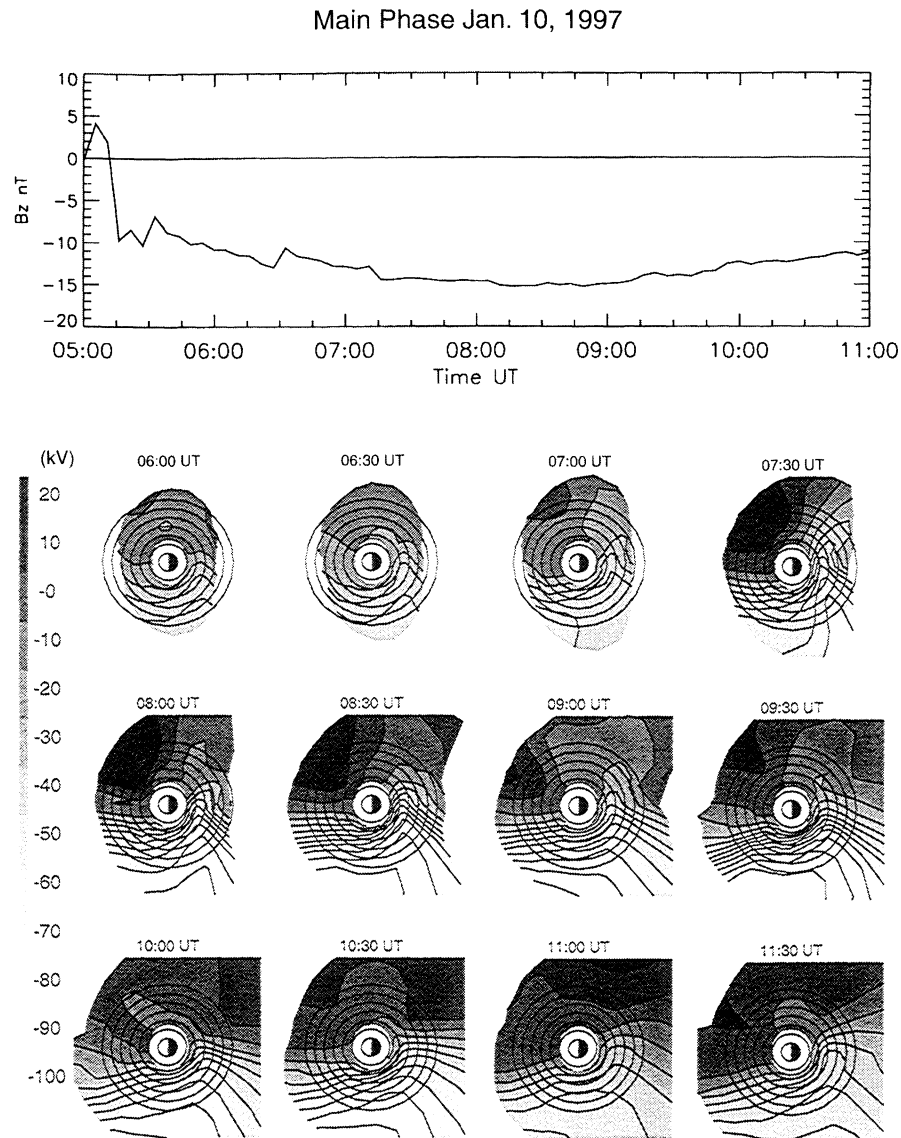 Main Phase Jan. 10, 1997
10
5
0
-5
-10
-15
-20
Bz nT
05:00 06:00 07:00 08:00 09:00 10:00 11:00
Time UT
(kV)
06:00 UT 06:30 UT 07:00 UT 07:30 UT
20
10
-0
-10
-20
08:00 UT 08:30 UT 09:00 UT 09:30 UT
-30
-40
-50
-60
-70
10:00 UT 10:30 UT 11:00 UT 11:30 UT
-80
-90
-100